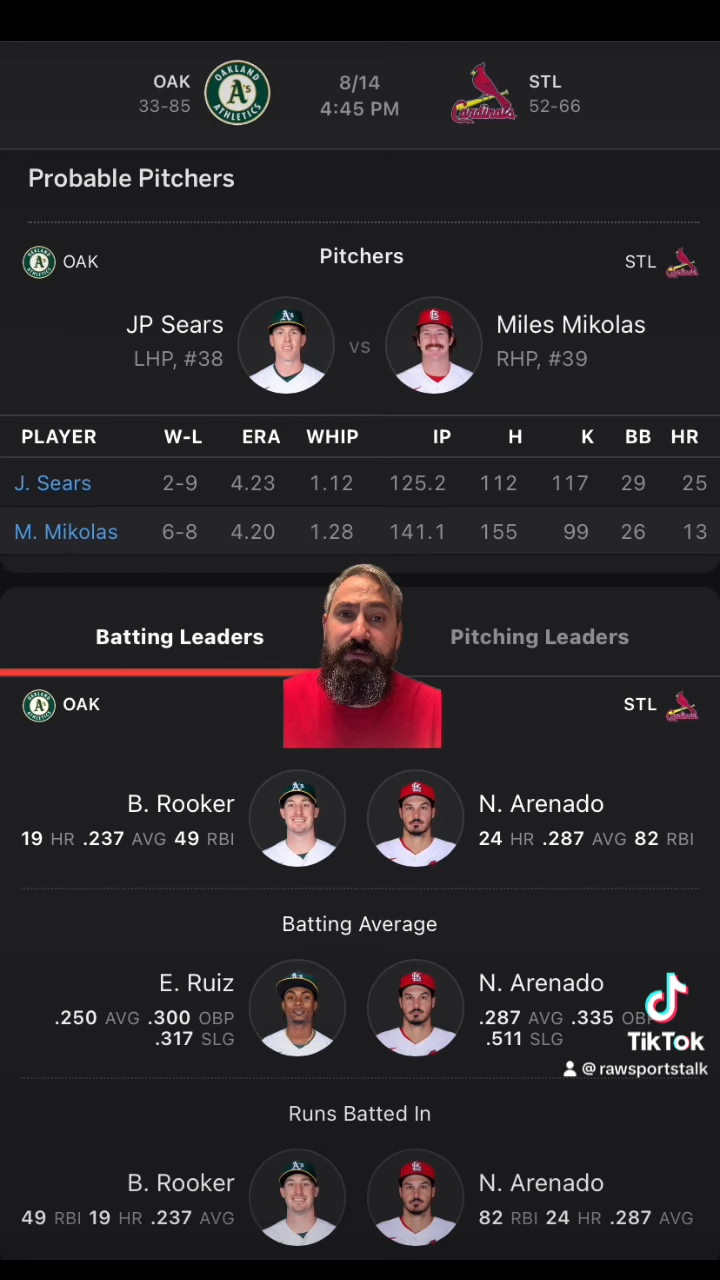 OAK
33-85
OAKLAND
A's
ATHLETICS
8/14
4:45 PM
Cardinals
STL
52-66
Probable Pitchers
OAK
Pitchers
STL
JP Sears
LHP, #38
VS
Miles Mikolas
RHP, #39
PLAYER W-L ERA WHIP IP H K BB HR
J. Sears 2-9 4.23 1.12 125.2 112 117 29 25
M. Mikolas 6-8 4.20 1.28 141.1 155 99 26 13
Batting Leaders
Pitching Leaders
OAK
STL
B. Rooker
19 HR .237 AVG 49 RBI
N. Arenado
24 HR .287 AVG 82 RBI
Batting Average
E. Ruiz
.250 AVG .300 OBP
.317 SLG
N. Arenado
.287 AVG .335 OBP
.511 SLG
TikTok
@rawsportstalk
Runs Batted In
B. Rooker
49 RBI 19 HR .237 AVG
N. Arenado
82 RBI 24 HR .287 AVG